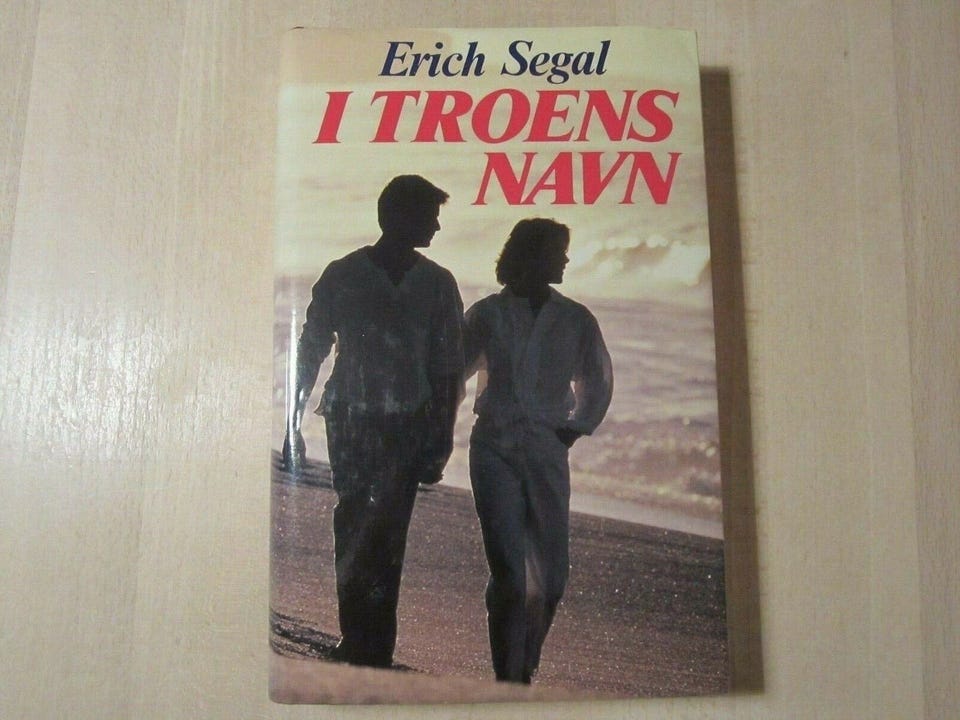 Erich Segal
I TROENS
NAVN